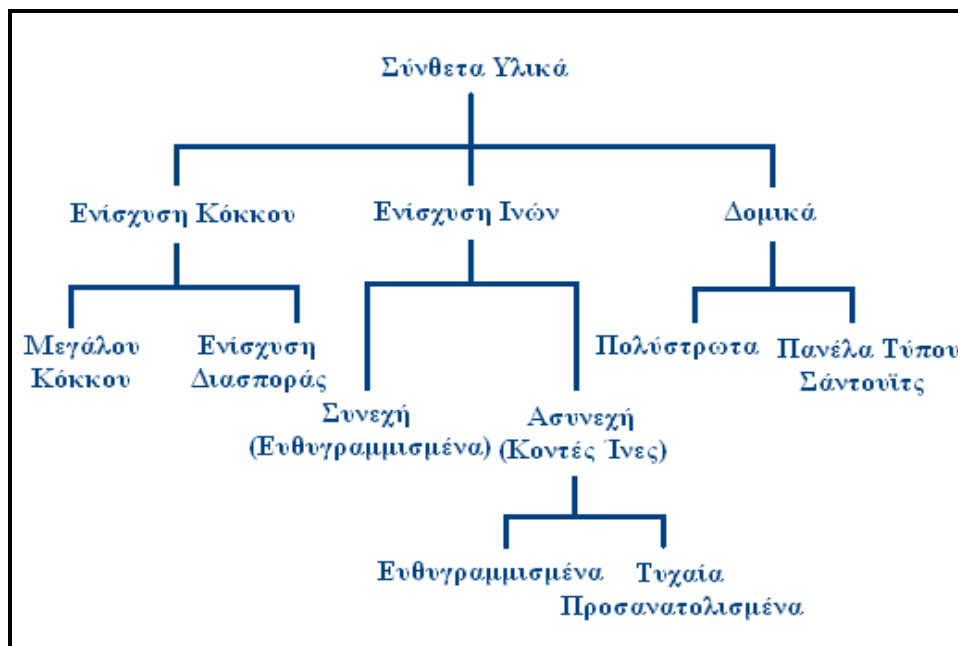 Σύνθετα Υλικά
Ενίσχυση Κόκκου
Ενίσχυση Ινών
Δομικά
Μεγάλου
Κόκκου
Ενίσχυση
Διασποράς
Πολύστρωτα
Πανέλα Τύπου
Σάντουϊτς
Συνεχή
(Ευθυγραμμισμένα)
Ασυνεχή
(Κοντές Ίνες)
Ευθυγραμμισμένα
Τυχαία
Προσανατολισμένα